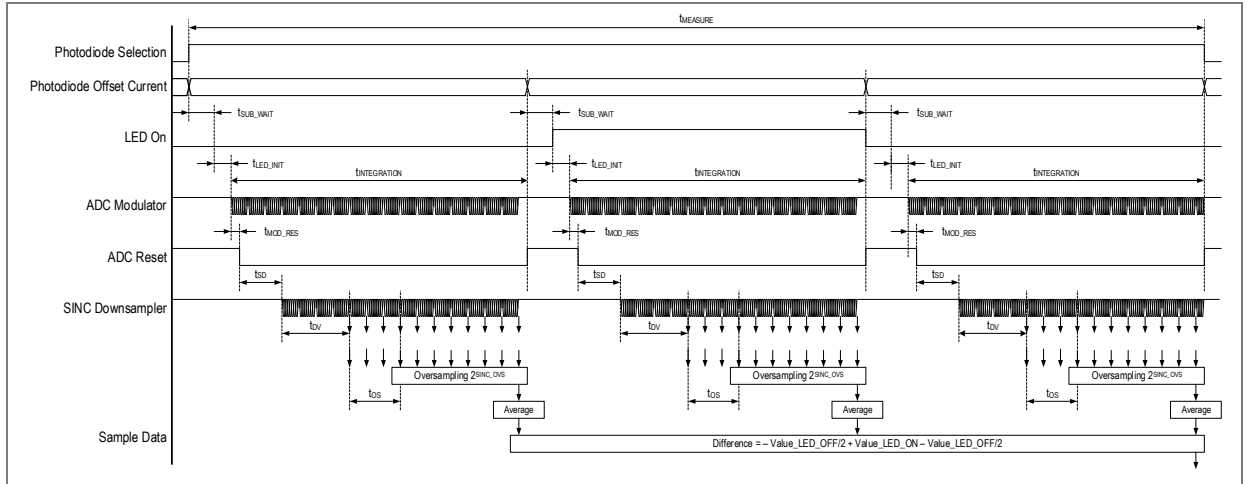 tMEASURE
Photodiode Selection
Photodiode Offset Current
tSUB_WAIT tSUB_WAIT tSUB_WAIT
LED On
tLED_INIT tLED_INIT tLED_INIT
tINTEGRATION tINTEGRATION tINTEGRATION
ADC Modulator
tMOD_RES tMOD_RES tMOD_RES
ADC Reset
tSD tSD tSD
SINC Downsampler
tDV tDV tDV
Oversampling 2SINC_OVS Oversampling 2SINC_OVS Oversampling 2SINC_OVS
tOS tOS tOS
Average Average Average
Sample Data
Difference = – Value_LED_OFF/2 + Value_LED_ON – Value_LED_OFF/2